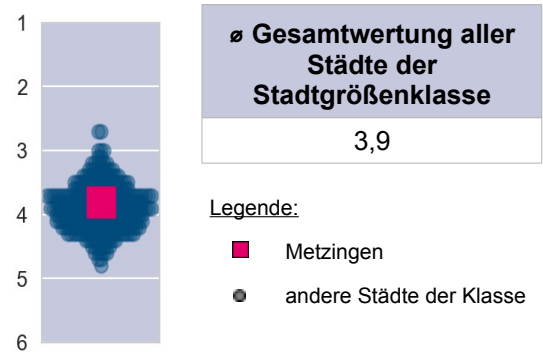 1
2
3
4
5
6
ø Gesamtwertung aller
Städte der
Stadtgrößenklasse
3,9
Legende:
Metzingen
andere Städte der Klasse